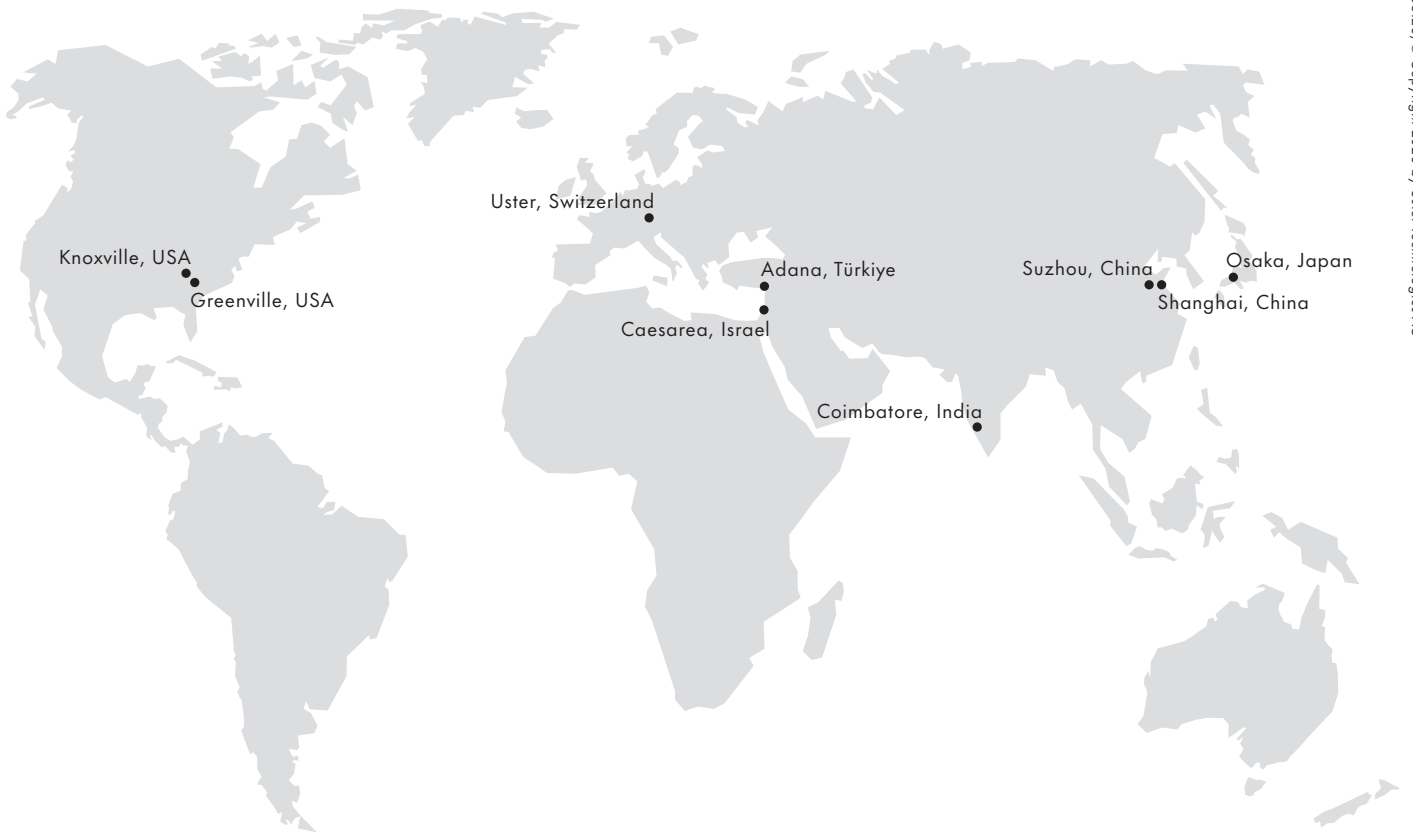 Uster, Switzerland
Knoxville, USA
Greenville, USA
Adana, Türkiye
Caesarea, Israel
Suzhou, China
Osaka, Japan
Shanghai, China
Coimbatore, India